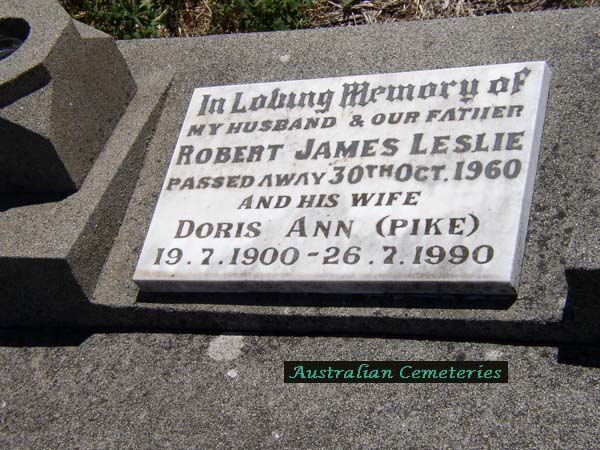 In Loving Memory of
MY HUSBAND & OUR FATHER
ROBERT JAMES LESLIE
PASSED AWAY 30TH OCT. 1960
AND HIS WIFE
DORIS ANN (PIKE)
19.7.1900 - 26.7.1990
Australian Cemeteries